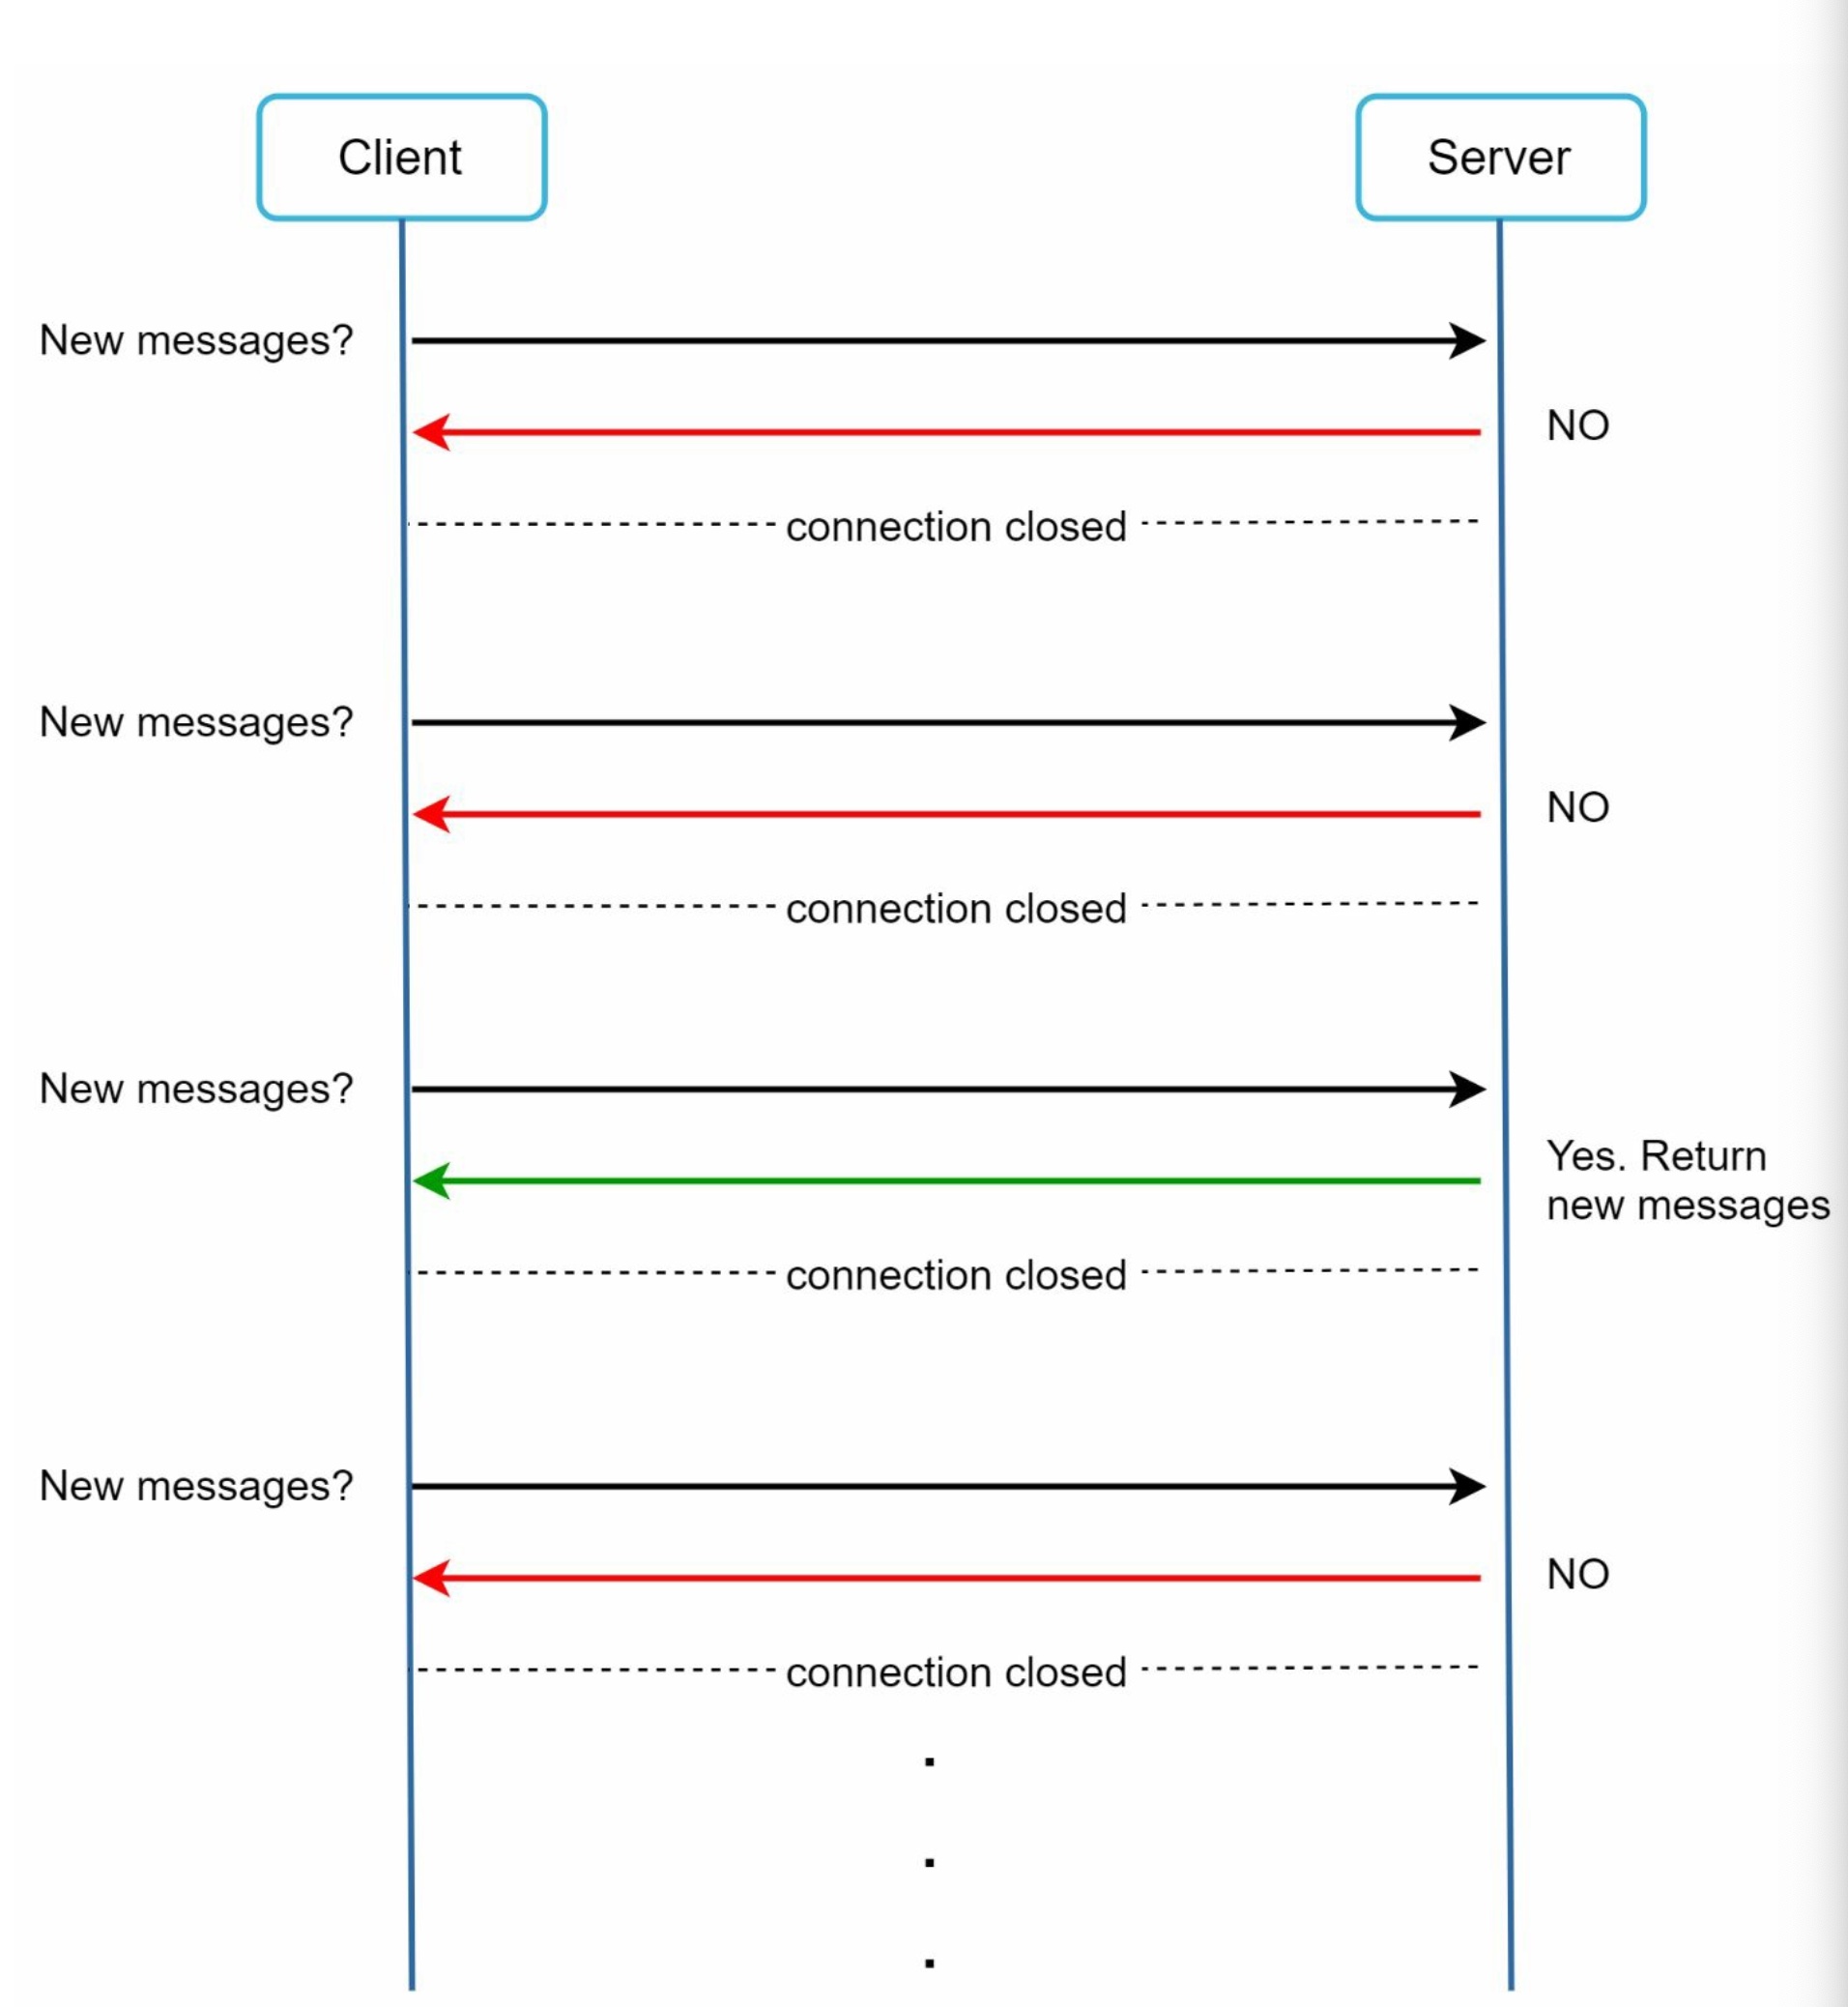 Client
Server
New messages?
NO
connection closed
New messages?
NO
connection closed
New messages?
Yes. Return
new messages
connection closed
New messages?
NO
connection closed